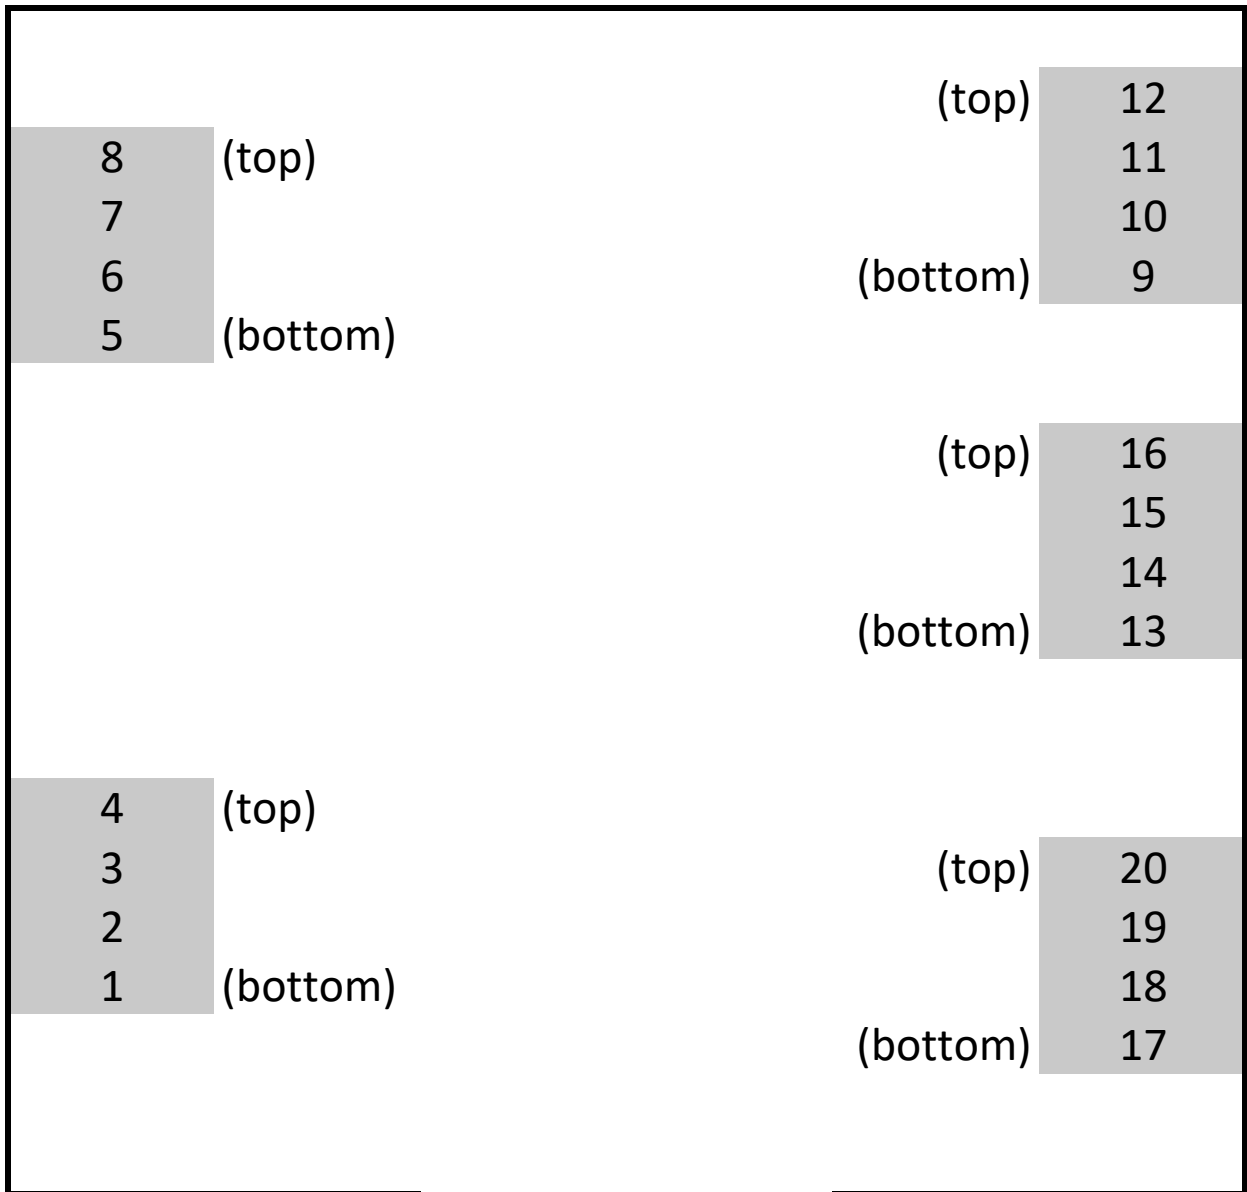 (top) 12
8 (top) 11
7 10
6 (bottom) 9
5 (bottom)
(top) 16
15
14
(bottom) 13
4 (top)
3 (top) 20
2 19
1 (bottom) 18
(bottom) 17